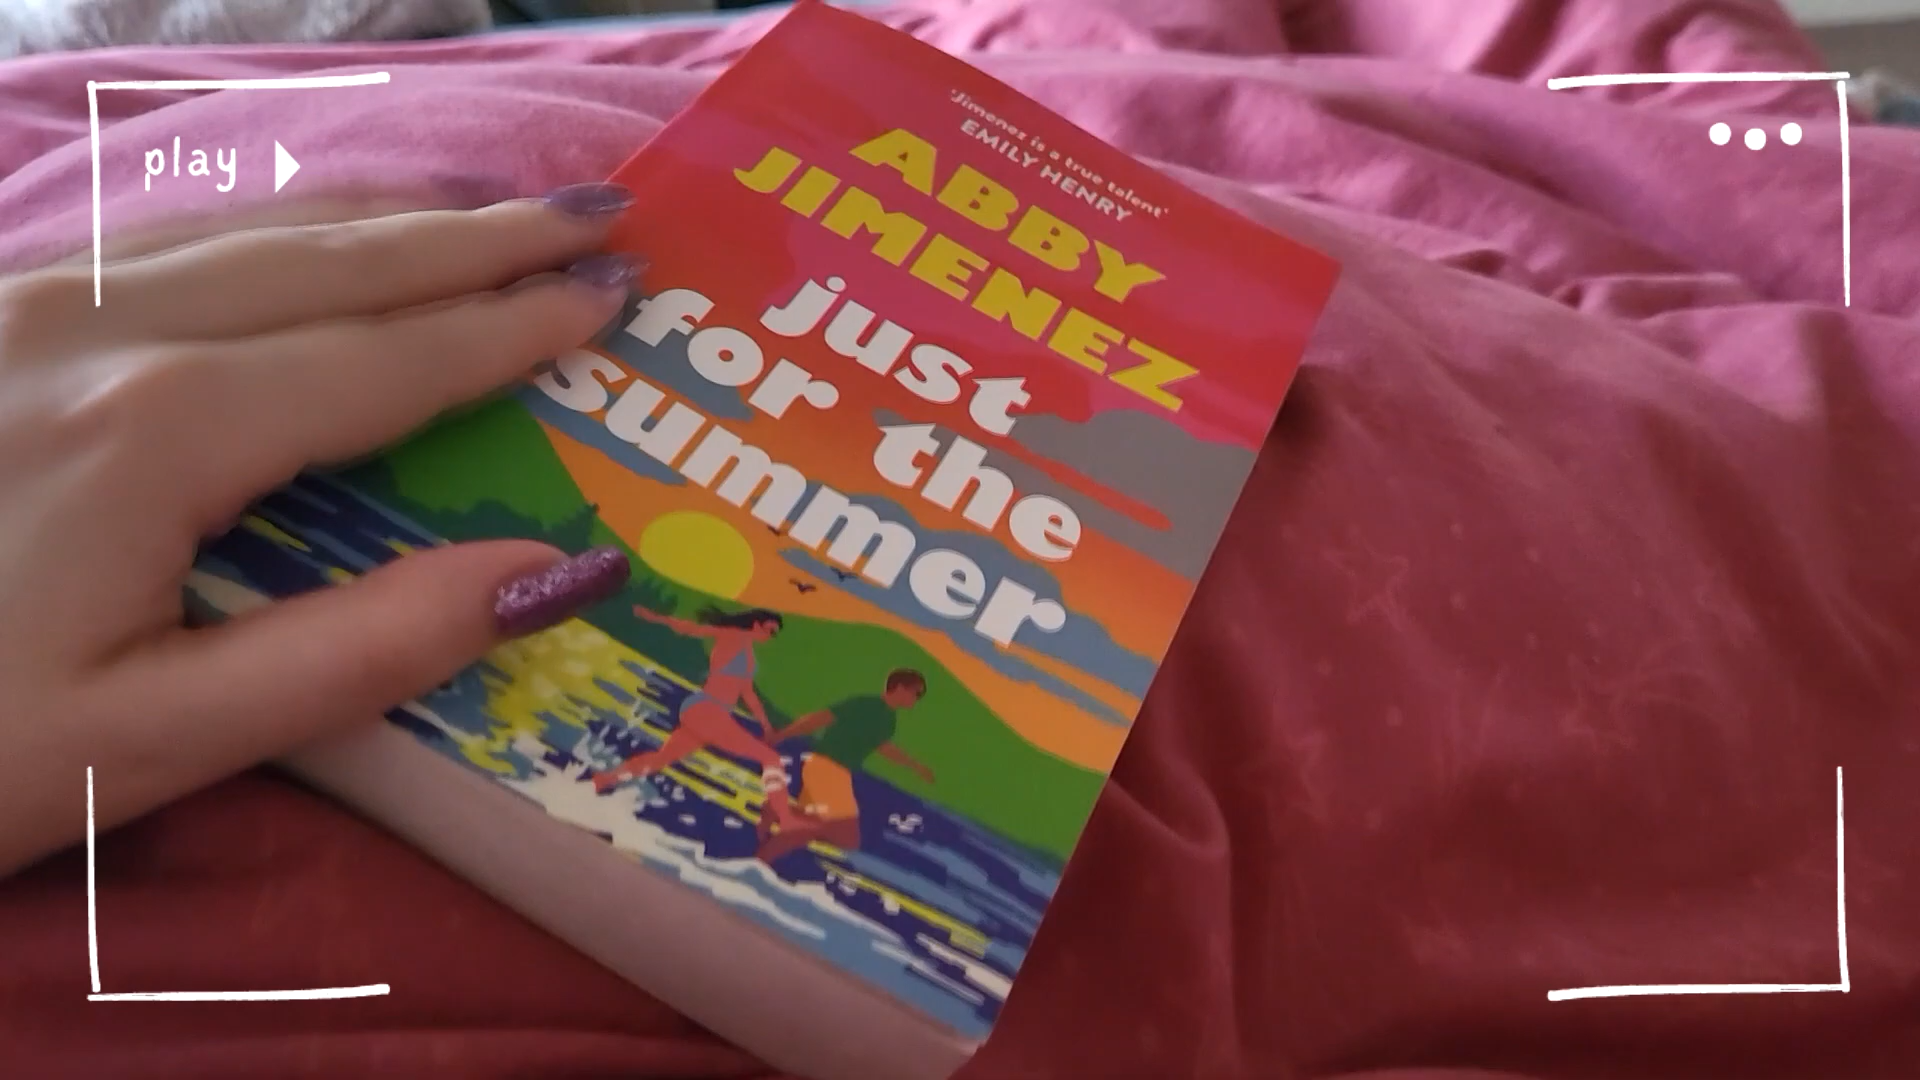 play
'Jimenez is a true talent'
EMILY HENRY
ABBY
JIMENEZ
just
for the
summer